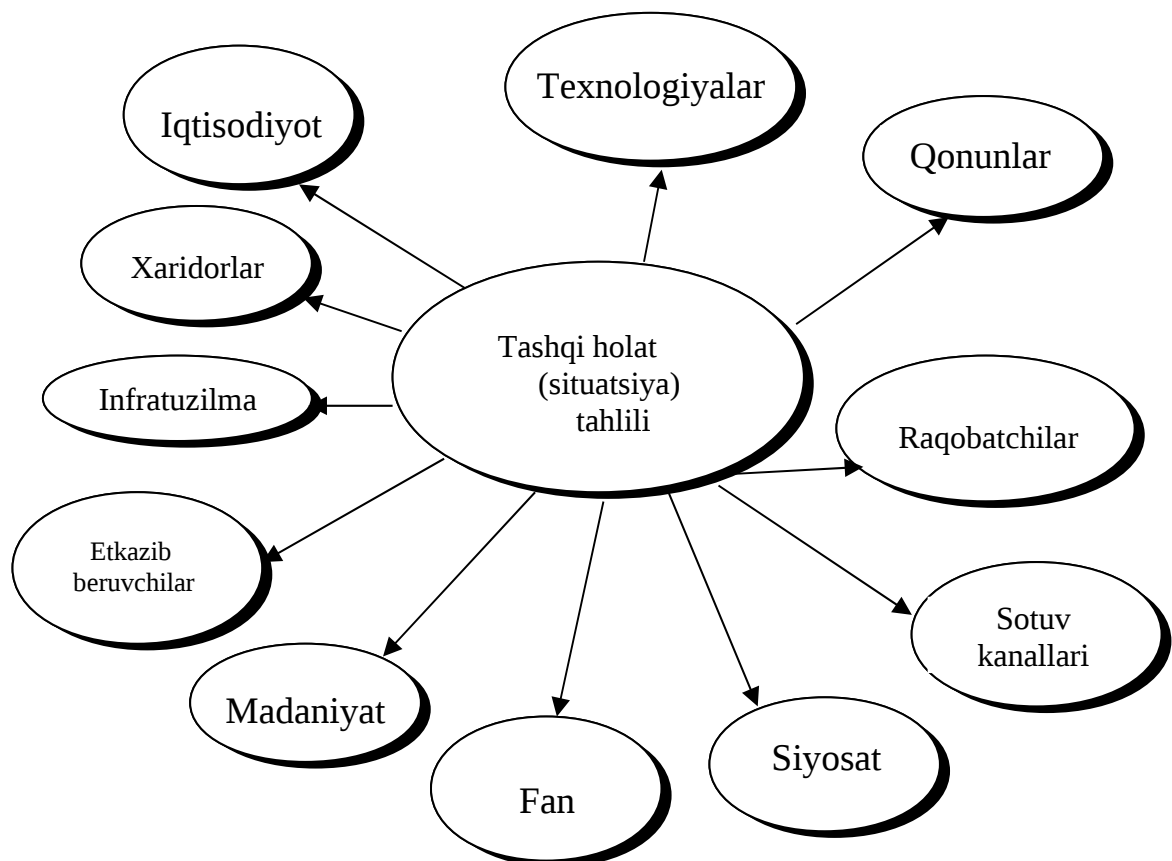 Texnologiyalar
Iqtisodiyot
Qonunlar
Xaridorlar
Tashqi holat
(situatsiya)
tahlili
Infratuzilma
Raqobatchilar
Etkazib
beruvchilar
Sotuv
kanallari
Madaniyat
Siyosat
Fan